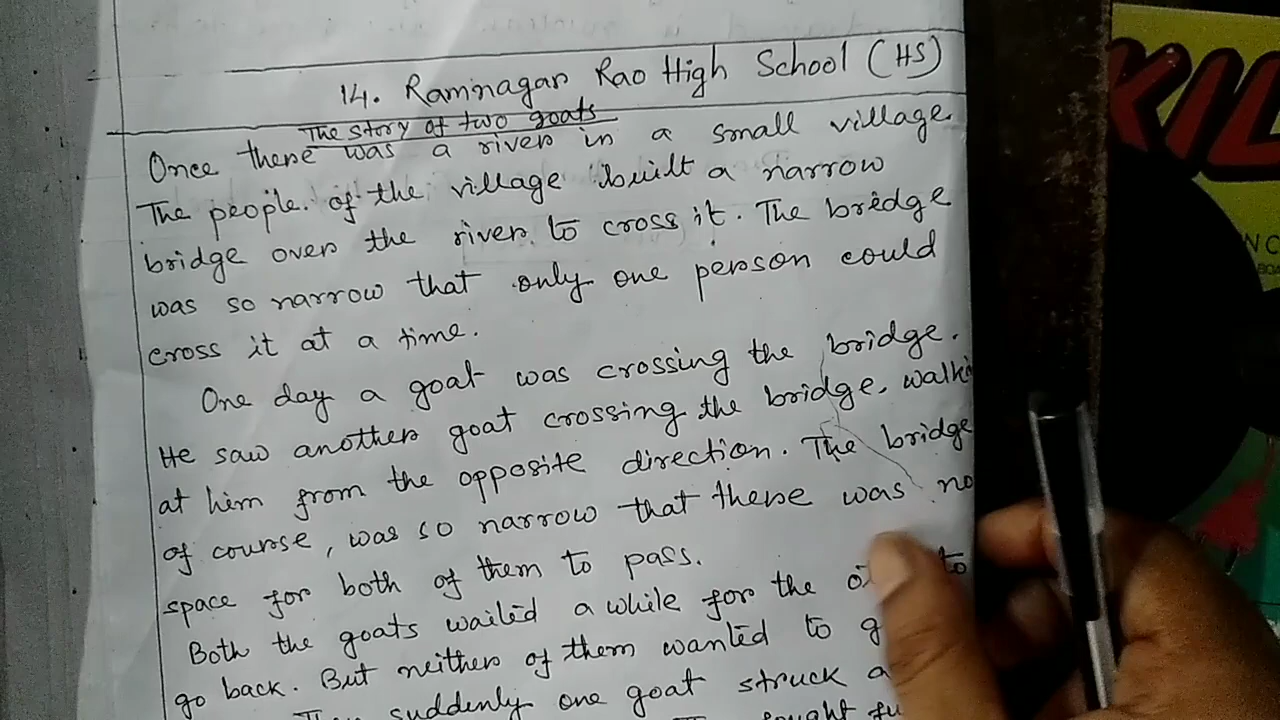 14. Ramnagar Rao High School (HS)
The story of two goats
Once there was a river in a small village.
The people. of the village built a narrow
bridge over the river. to cross it. The bridge
was so narrow that only one person could
cross it at a time.
One day a goat was crossing the bridge.
He saw another goat crossing the bridge, walki
at him from the opposite direction. The bridge
of course, was so narrow that there was no
space for both of them to pass.
Both the goats waited a while for the to
go back. But neither of them wanted to g
suddenly one goat struck a
fought fu
KIL